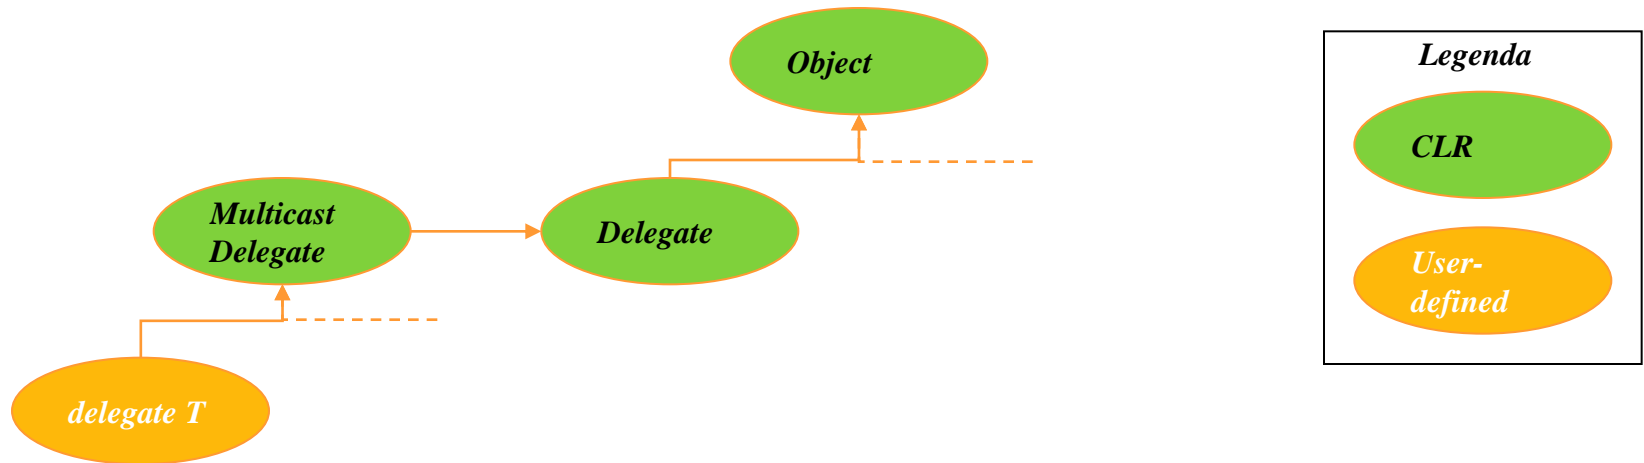 Object
Legenda
CLR
Multicast
Delegate
Delegate
User-
defined
delegate T